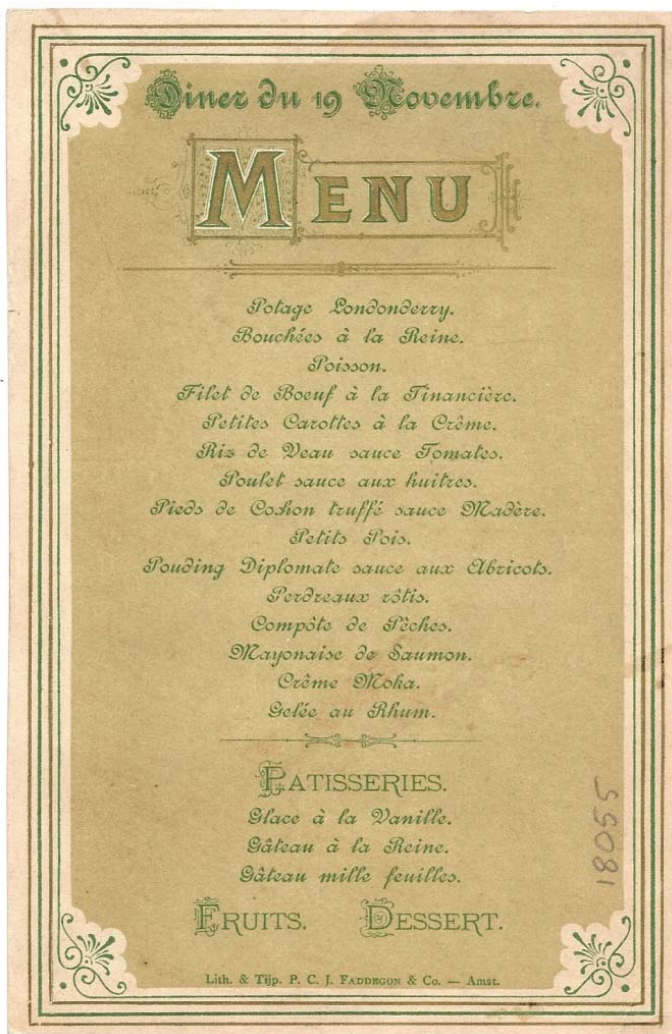 Diner du 19 Novembre.
MENU
Potage Londonderry.
Bouchées à la Reine.
Poisson.
Filet de Boeuf à la Financière.
Petites Carottes à la Crême.
Riz de Veau sauce Tomates.
Poulet sauce aux huitres.
Pieds de Cochon truffé sauce Madère.
Petits Pois.
Pouding Diplomate sauce aux Abricots.
Perdreaux rôtis.
Compôte de Pêches.
Mayonaise de Saumon.
Crême Moka.
Gelée au Rhum.
PATISSERIES.
Glace à la Vanille.
Gâteau à la Reine.
Gâteau mille feuilles.
FRUITS. DESSERT.
Lith. & Tijp. P. C. J. FADDEGON & Co. — Amst.
18055